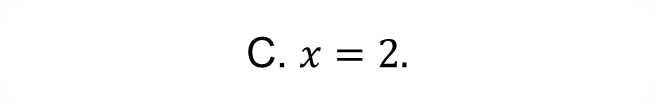 C. x = 2.